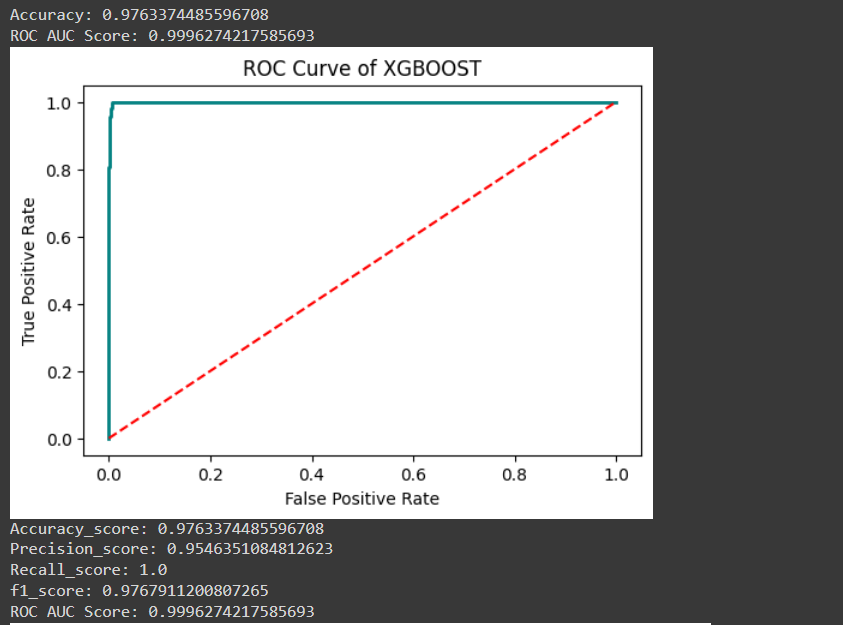 Accuracy: 0.9763374485596708
ROC AUC Score: 0.9996274217585693
ROC Curve of XGBOOST
1.0
0.8
0.6
0.4
0.2
0.0
True Positive Rate
0.0 0.2 0.4 0.6 0.8 1.0
False Positive Rate
Accuracy_score: 0.9763374485596708
Precision_score: 0.9546351084812623
Recall_score: 1.0
f1_score: 0.9767911200807265
ROC AUC Score: 0.9996274217585693